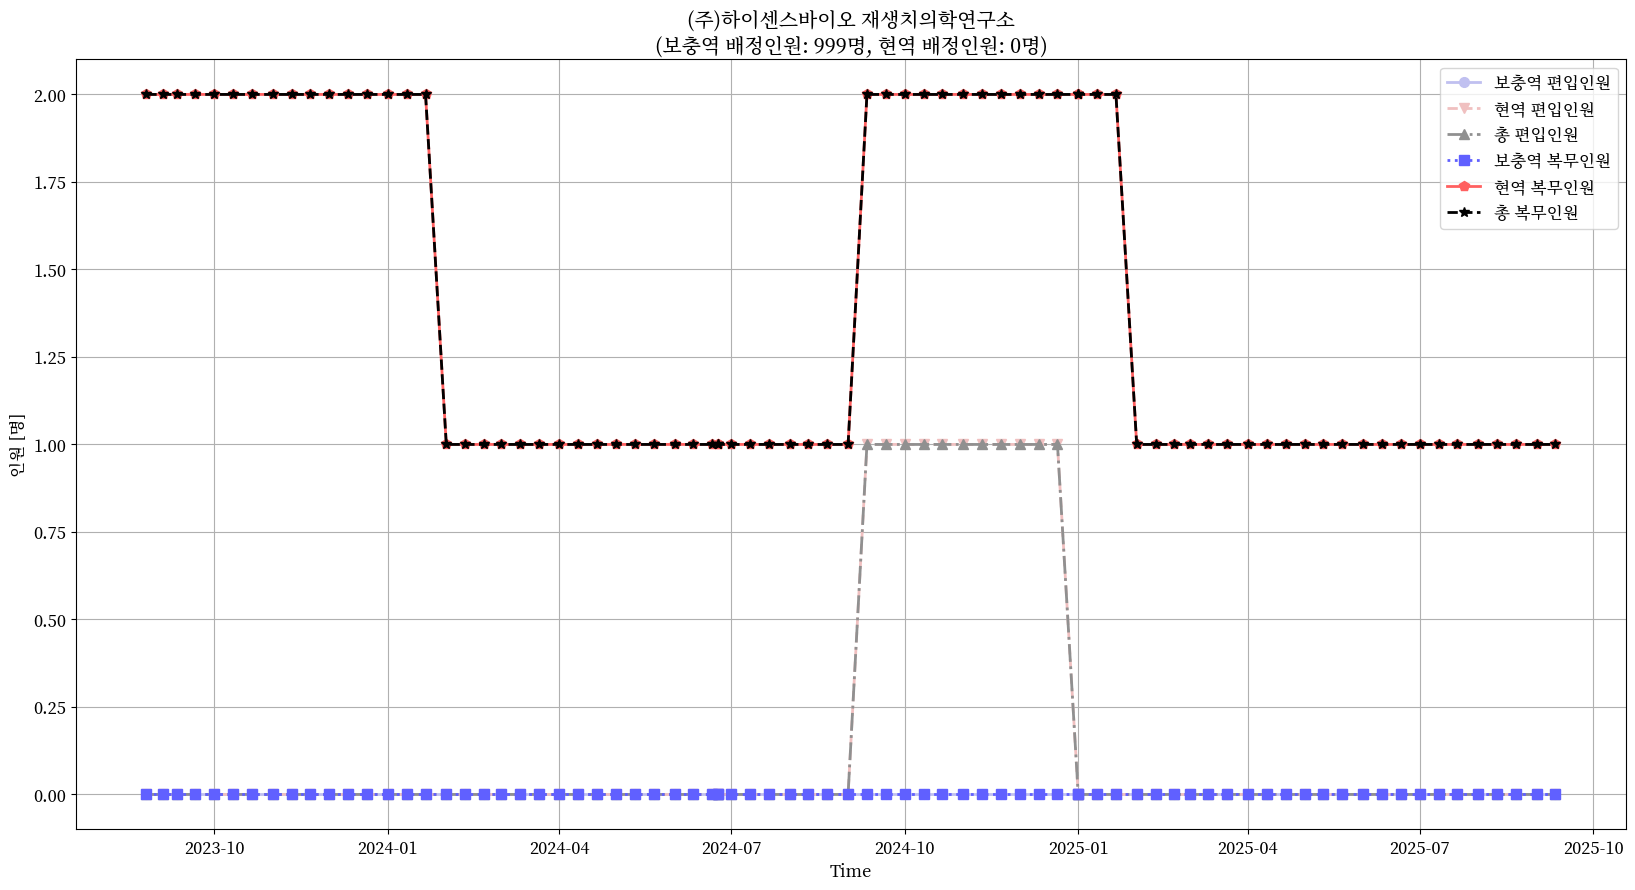 (주)하이센스바이오 재생치의학연구소
(보충역 배정인원: 999명, 현역 배정인원: 0명)
보충역 편입인원
현역 편입인원
총 편입인원
보충역 복무인원
현역 복무인원
총 복무인원
2.00
1.75
1.50
1.25
1.00
0.75
0.50
0.25
0.00
인원 [명]
2023-10
2024-01
2024-04
2024-07
2024-10
2025-01
2025-04
2025-07
2025-10
Time